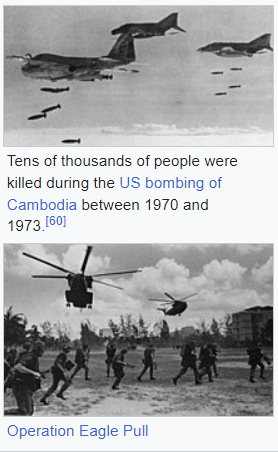 Tens of thousands of people were
killed during the US bombing of
Cambodia between 1970 and
1973.[60]
Operation Eagle Pull